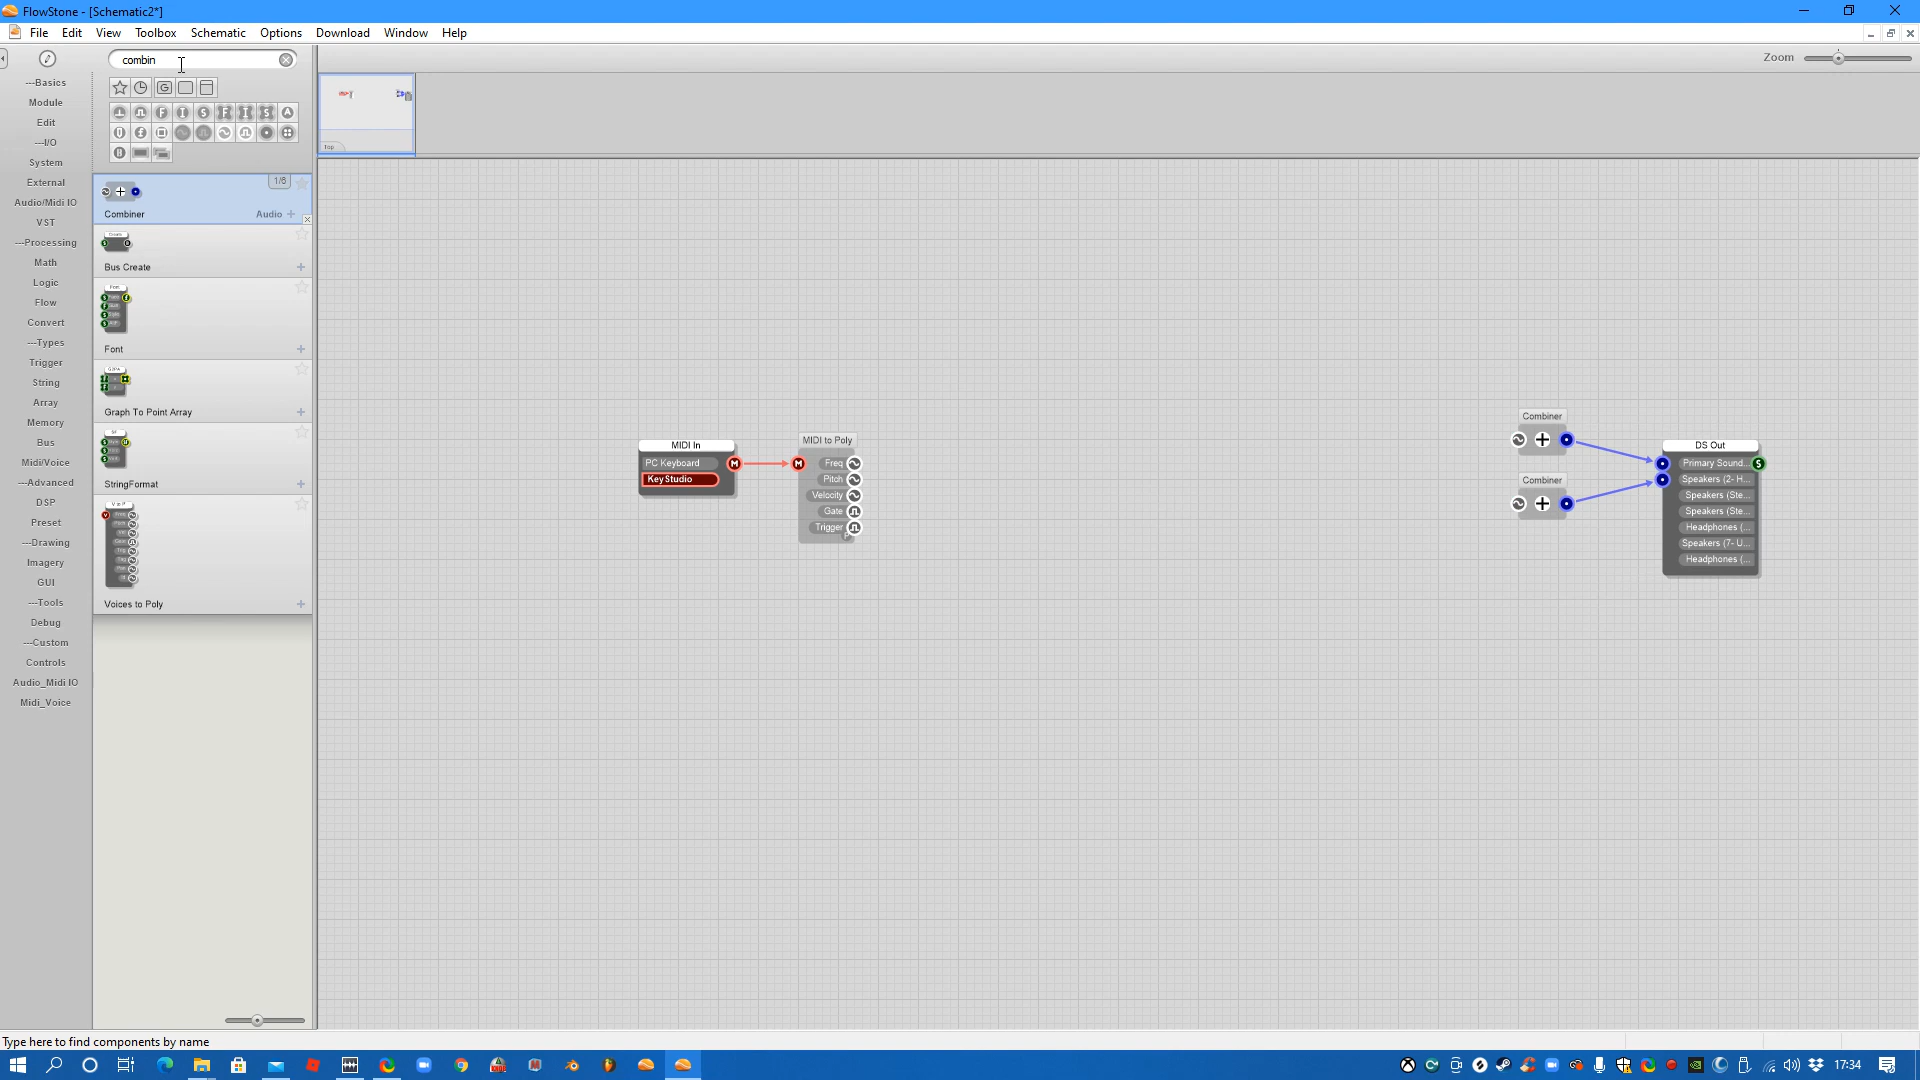 FlowStone - [Schematic2*]
File Edit View Toolbox Schematic Options Download Window Help
combin
Zoom
---Basics
Module
Edit
---I/O
System
External
Audio/Midi IO
VST
---Processing
Math
Logic
Flow
Convert
---Types
Trigger
String
Array
Memory
Bus
Midi/Voice
---Advanced
DSP
Preset
---Drawing
Imagery
GUI
---Tools
Debug
---Custom
Controls
Audio_Midi IO
Midi_Voice
1/6
Combiner Audio +
Bus Create +
Font +
Graph To Point Array +
StringFormat +
Voices to Poly +
Top
MIDI In
PC Keyboard
KeyStudio
MIDI to Poly
Freq
Pitch
Velocity
Gate
Trigger
Combiner
Combiner
DS Out
Primary Sound...
Speakers (2- H...
Speakers (Ste...
Speakers (Ste...
Headphones (...
Speakers (7- U...
Headphones (...
Type here to find components by name
17:34